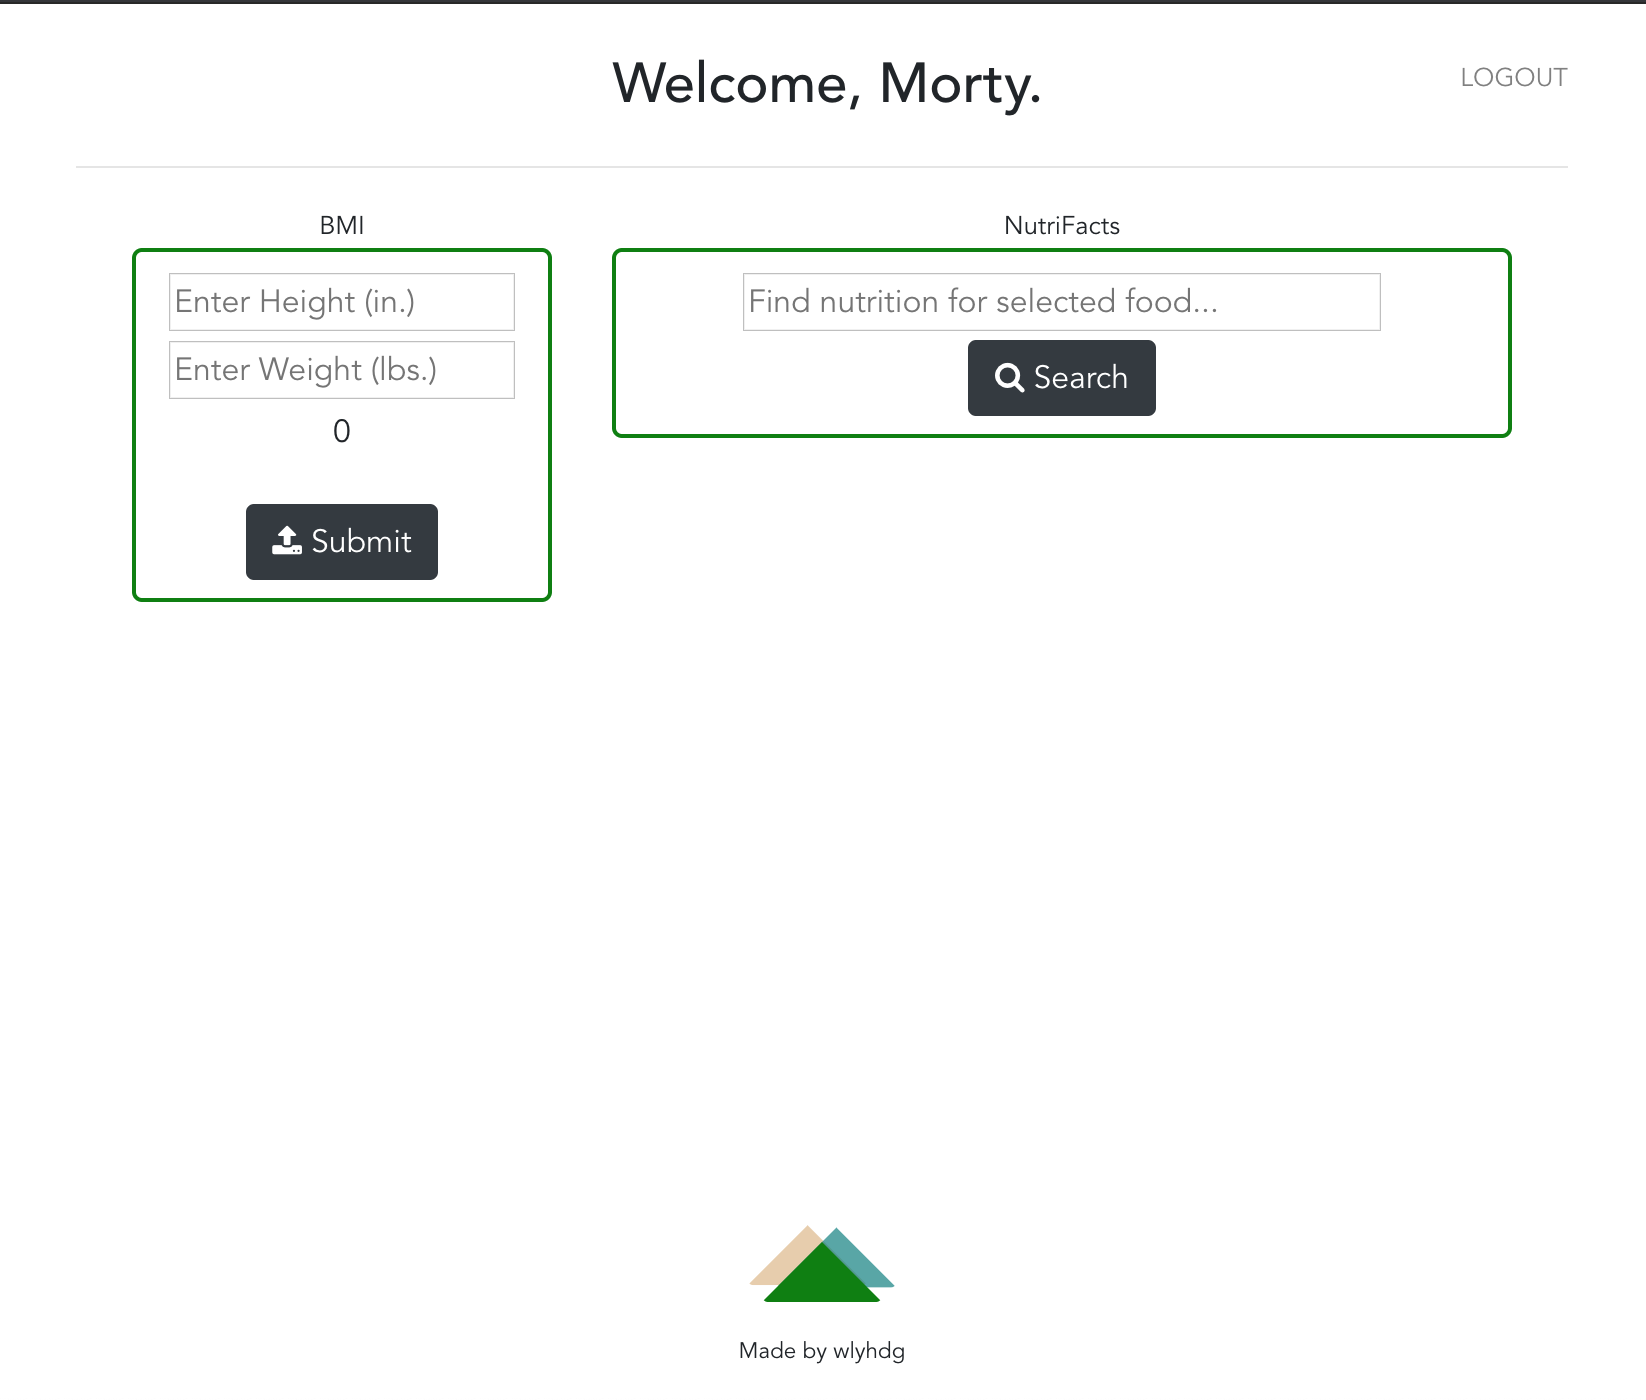 Welcome, Morty.
LOGOUT
BMI
Enter Height (in.)
Enter Weight (lbs.)
0
Submit
NutriFacts
Find nutrition for selected food...
Search
Made by wlyhdg